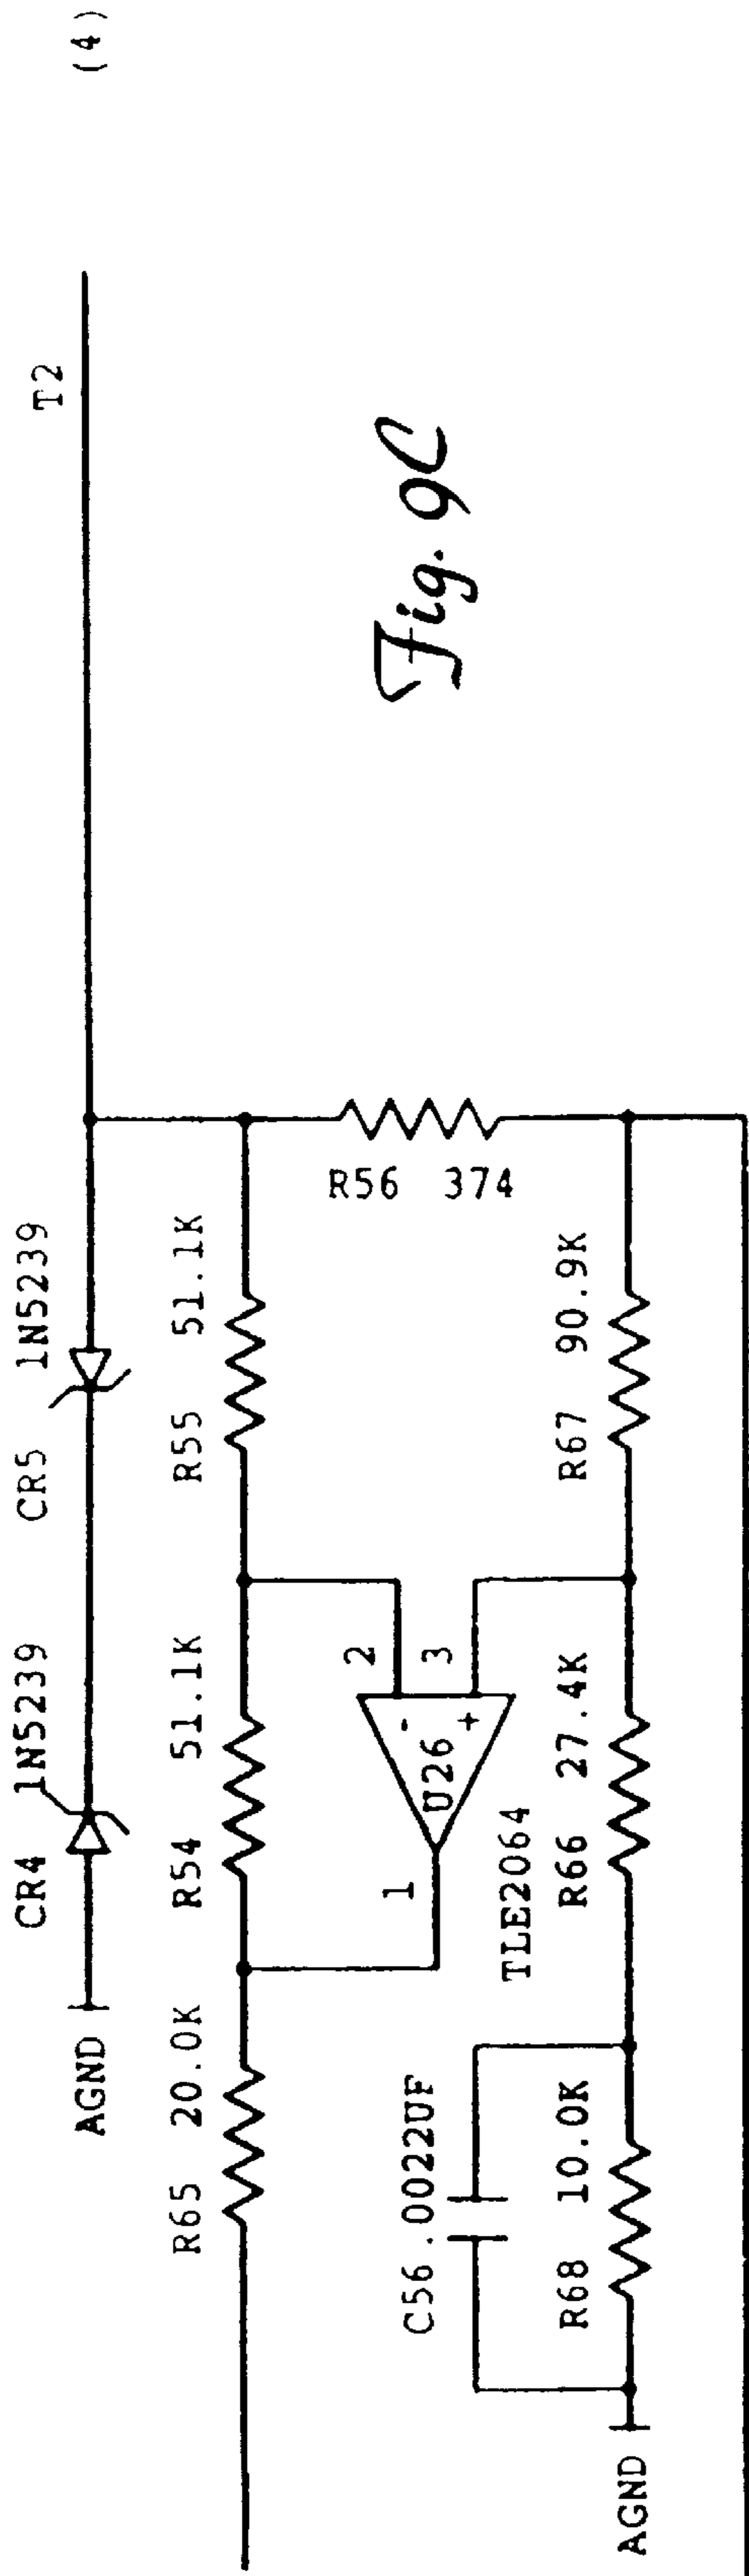 (4)
T2
CR5 1N5239
CR4 1N5239
AGND
R55 51.1K
R54 51.1K
R65 20.0K
Fig. 9C
R56 374
2
3
-
+
U26
1
TLE2064
C56 .0022UF
R67 90.9K
R66 27.4K
R68 10.0K
AGND